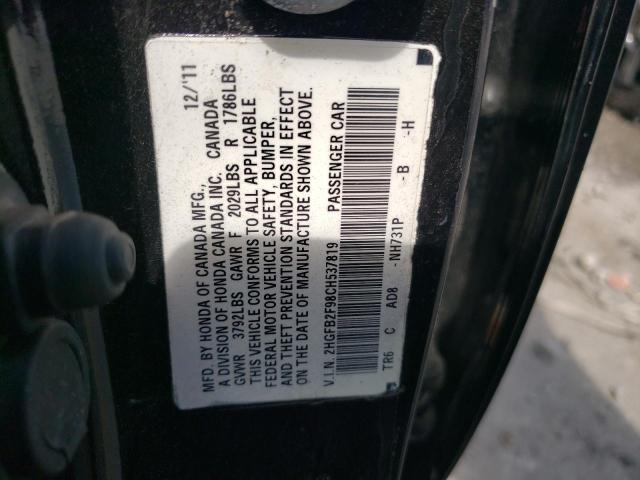 MFD. BY HONDA OF CANADA MFG., 12/'11
A DIVISION OF HONDA CANADA INC. CANADA
GVWR 3792LBS GAWR F 2029LBS R 1786LBS
THIS VEHICLE CONFORMS TO ALL APPLICABLE
FEDERAL MOTOR VEHICLE SAFETY, BUMPER,
AND THEFT PREVENTION STANDARDS IN EFFECT
ON THE DATE OF MANUFACTURE SHOWN ABOVE.
V.I.N. 2HGFB2F98CH537819 PASSENGER CAR
TR6 C AD8 -NH731P -B -H